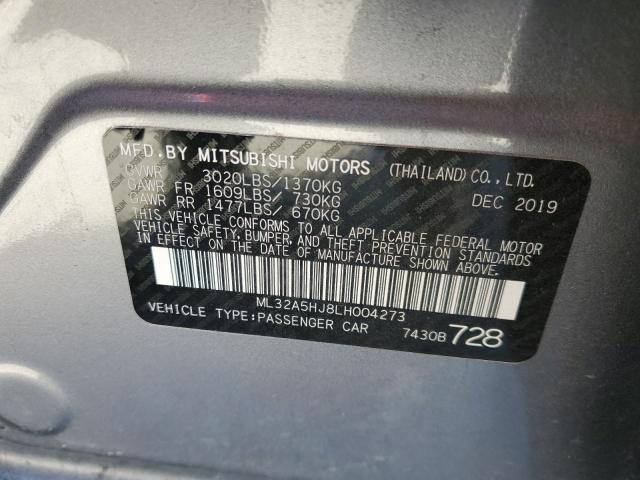 MFD.BY MITSUBISHI MOTORS (THAILAND) CO., LTD.
GVWR 3020LBS/1370KG DEC 2019
GAWR FR 1609LBS/ 730KG
GAWR RR 1477LBS/ 670KG
THIS VEHICLE CONFORMS TO ALL APPLICABLE FEDERAL MOTOR
VEHICLE SAFETY, BUMPER, AND THEFT PREVENTION STANDARDS
IN EFFECT ON THE DATE OF MANUFACTURE SHOWN ABOVE.
ML32A5HJ8LH004273
VEHICLE TYPE:PASSENGER CAR 7430B 728